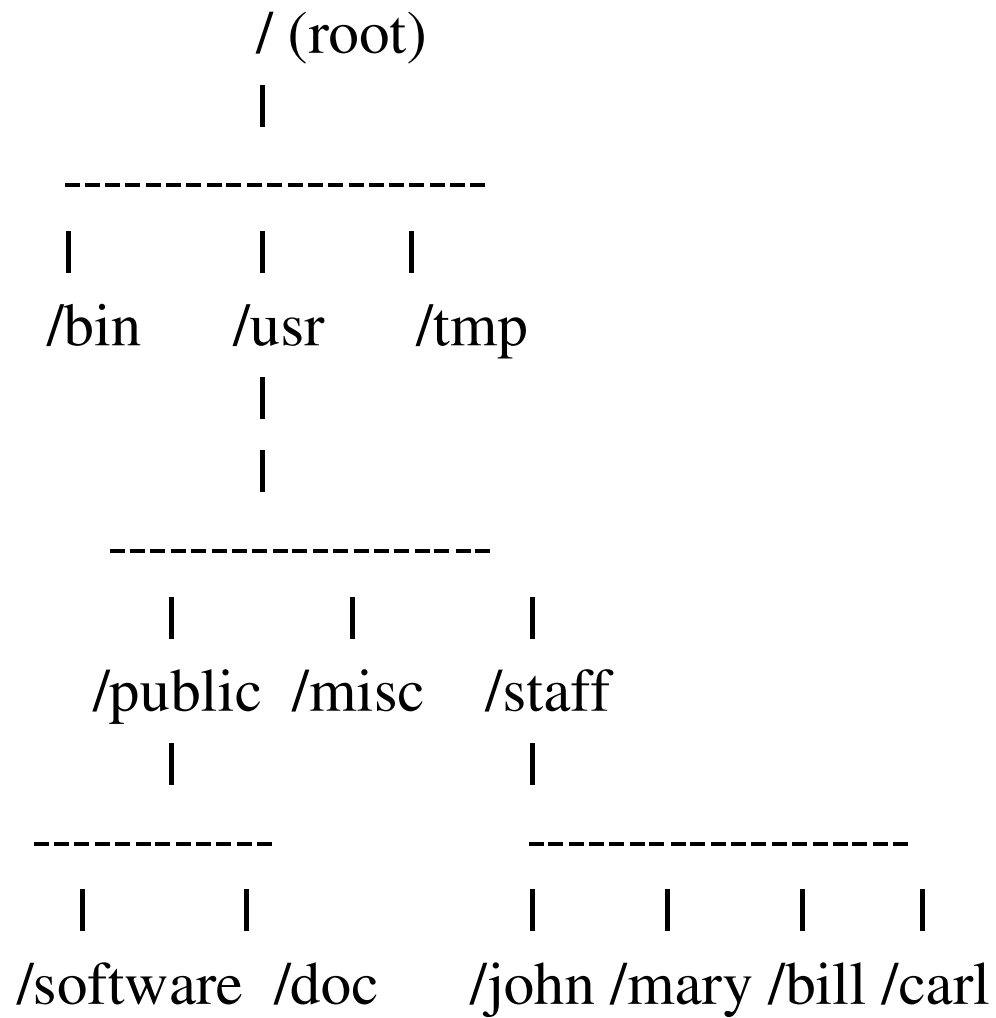 / (root)
|
---------------------
| | |
/bin /usr /tmp
|
|
-------------------
| | |
/public /misc /staff
| |
------------ -------------------
| | | | | |
/software /doc /john /mary /bill /carl